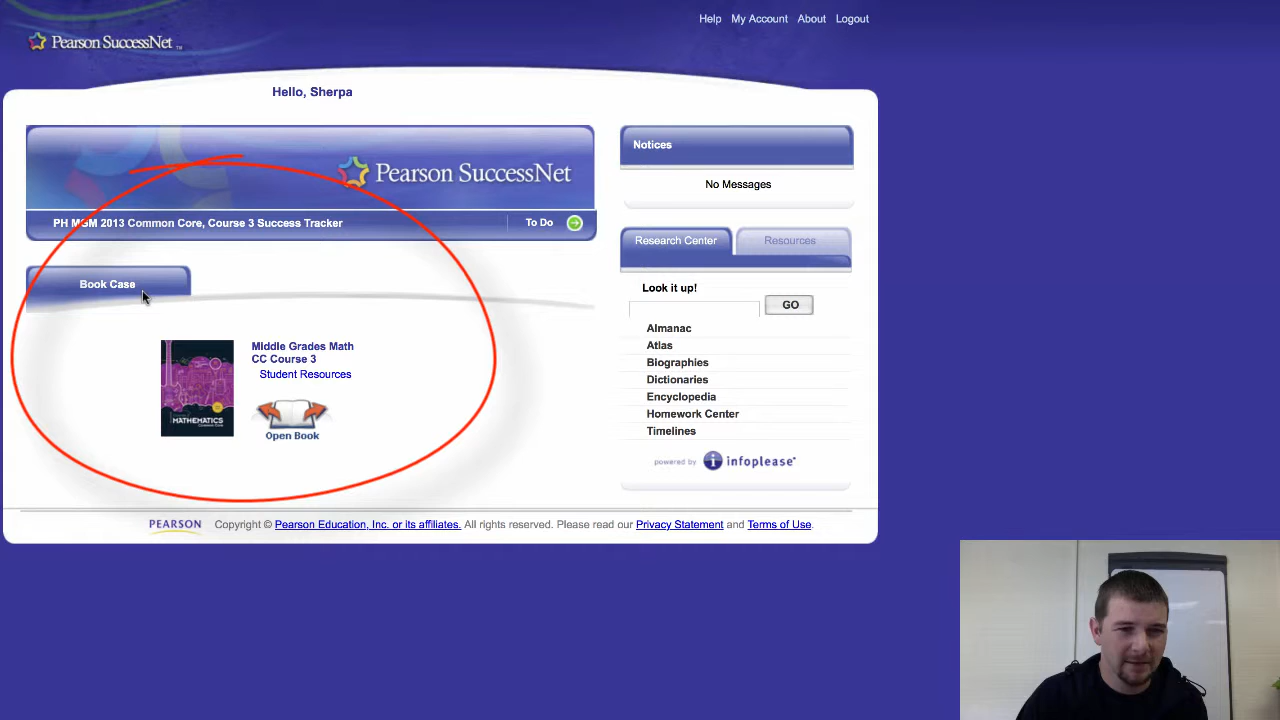 Help My Account About Logout
Pearson SuccessNet™
Hello, Sherpa
Pearson SuccessNet
PH MGM 2013 Common Core, Course 3 Success Tracker To Do
Book Case
Middle Grades Math
CC Course 3
Student Resources
MATHEMATICS
Open Book
Notices
No Messages
Research Center Resources
Look it up!
GO
Almanac
Atlas
Biographies
Dictionaries
Encyclopedia
Homework Center
Timelines
powered by infoplease
PEARSON Copyright © Pearson Education, Inc. or its affiliates. All rights reserved. Please read our Privacy Statement and Terms of Use.